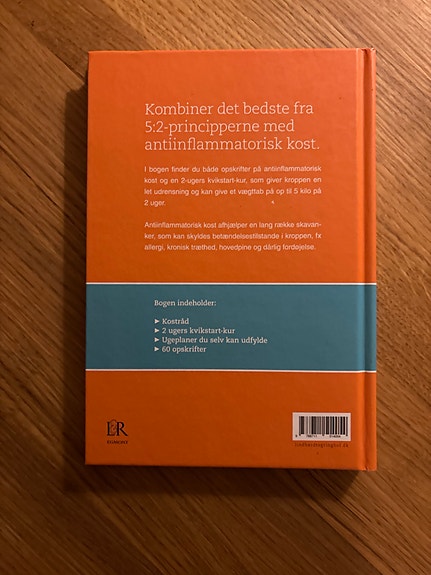 Kombiner det bedste fra
5:2-principperne med
antiinflammatorisk kost.
I bogen finder du både opskrifter på antiinflammatorisk
kost og en 2-ugers kvikstart-kur, som giver kroppen en
let udrensning og kan give et vægttab på op til 5 kilo på
2 uger.
Antiinflammatorisk kost afhjælper en lang række skavan-
ker, som kan skyldes betændelsestilstande i kroppen, fx
allergi, kronisk træthed, hovedpine og dårlig fordøjelse.
Bogen indeholder:
▶ Kostråd
▶ 2 ugers kvikstart-kur
▶ Ugeplaner du selv kan udfylde
▶ 60 opskrifter
L&R
EGMONT